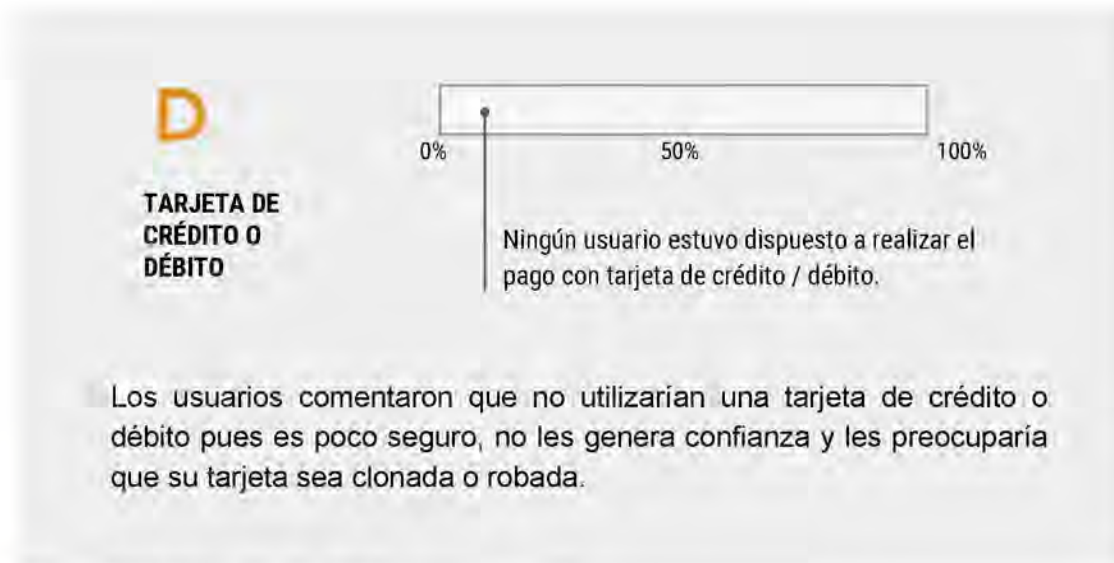 D
TARJETA DE
CRÉDITO O
DÉBITO
0%
50%
100%
Ningún usuario estuvo dispuesto a realizar el
pago con tarjeta de crédito / débito.
Los usuarios comentaron que no utilizarían una tarjeta de crédito o
débito pues es poco seguro, no les genera confianza y les preocuparía
que su tarjeta sea clonada o robada.